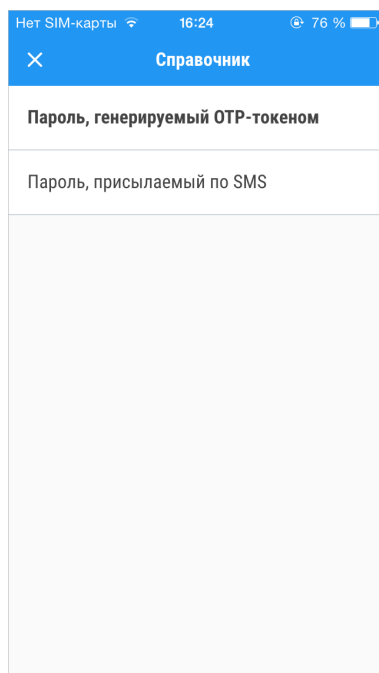 Нет SIM-карты 16:24 76 %
Справочник
Пароль, генерируемый OTP-токеном
Пароль, присылаемый по SMS